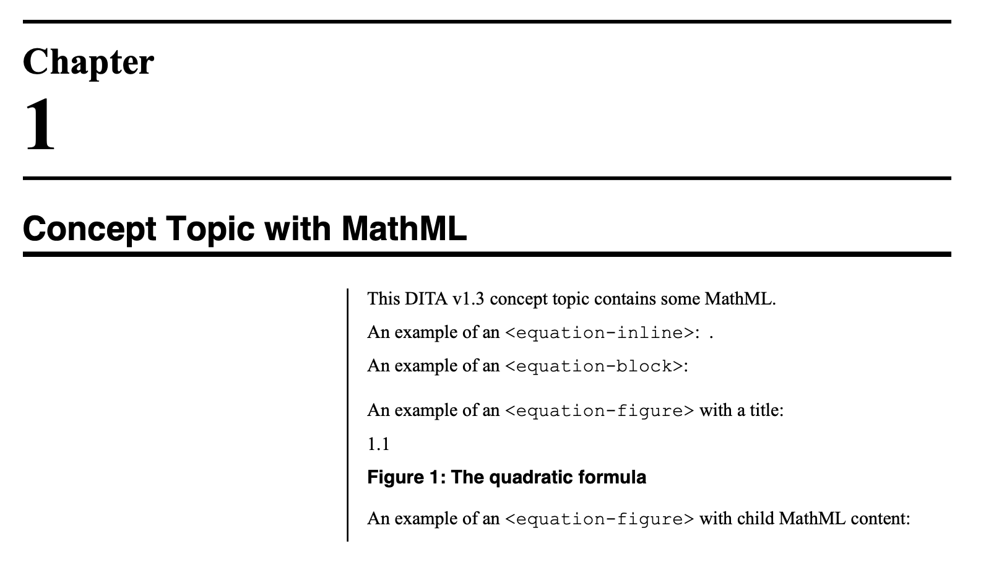 Chapter
1
Concept Topic with MathML
This DITA v1.3 concept topic contains some MathML.
An example of an <equation-inline>: .
An example of an <equation-block>:
An example of an <equation-figure> with a title:
1.1
Figure 1: The quadratic formula
An example of an <equation-figure> with child MathML content: